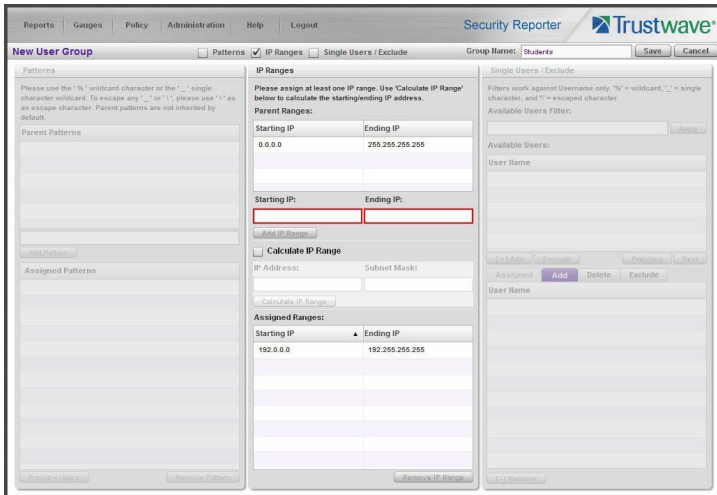 Reports Gauges Policy Administration Help Logout
Security Reporter
Trustwave
New User Group
Patterns IP Ranges Single Users / Exclude
Group Name: Students
Save Cancel
Patterns
Please use the ' % ' wildcard character or the ' _ ' single
character wildcard. To escape any ' _ ' or ' \ ', please use ' \ ' as
an escape character. Parent patterns are not inherited by
default.
Parent Patterns
Add Pattern
Assigned Patterns
Preview Users Remove Pattern
IP Ranges
Please assign at least one IP range. Use 'Calculate IP Range'
below to calculate the starting/ending IP address.
Parent Ranges:
Starting IP Ending IP
0.0.0.0 255.255.255.255
Starting IP: Ending IP:
Add IP Range
Calculate IP Range
IP Address: Subnet Mask:
Calculate IP Range
Assigned Ranges:
Starting IP Ending IP
192.0.0.0 192.255.255.255
Remove IP Range
Single Users / Exclude
Filters work against Username only. '%' = wildcard, '_' = single
character, and '\' = escaped character.
Available Users Filter:
Apply
Available Users:
User Name
[+] Add Exclude Previous Next
Assigned Add Delete Exclude
User Name
[-] Remove